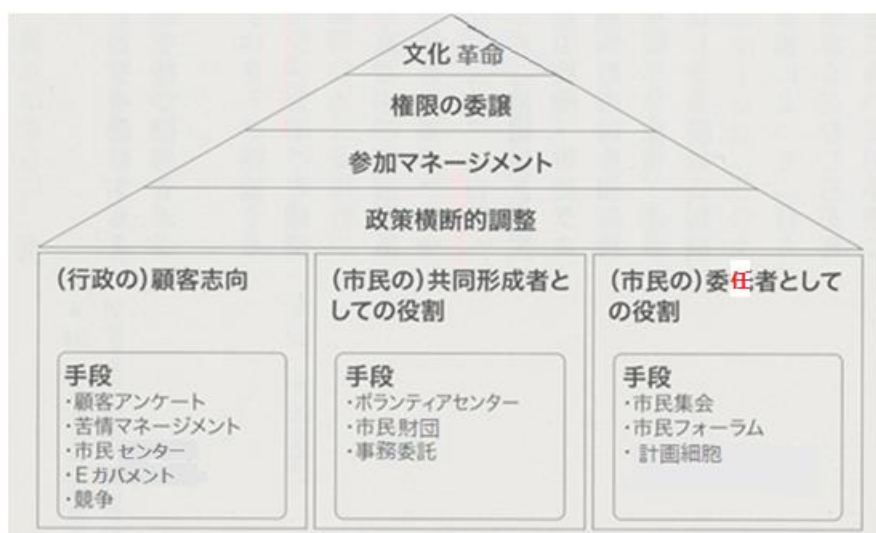 文化 革命
権限の委譲
参加マネージメント
政策横断的調整
(行政の)顧客志向
手段
・顧客アンケート
・苦情マネージメント
・市民 センター
・E ガバメント
・競争
(市民の)共同形成者と
しての役割
手段
・ボランティアセンター
・市民財団
・事務委託
(市民の)委任者として
の役割
手段
・市民集会
・市民フォーラム
・計画細胞